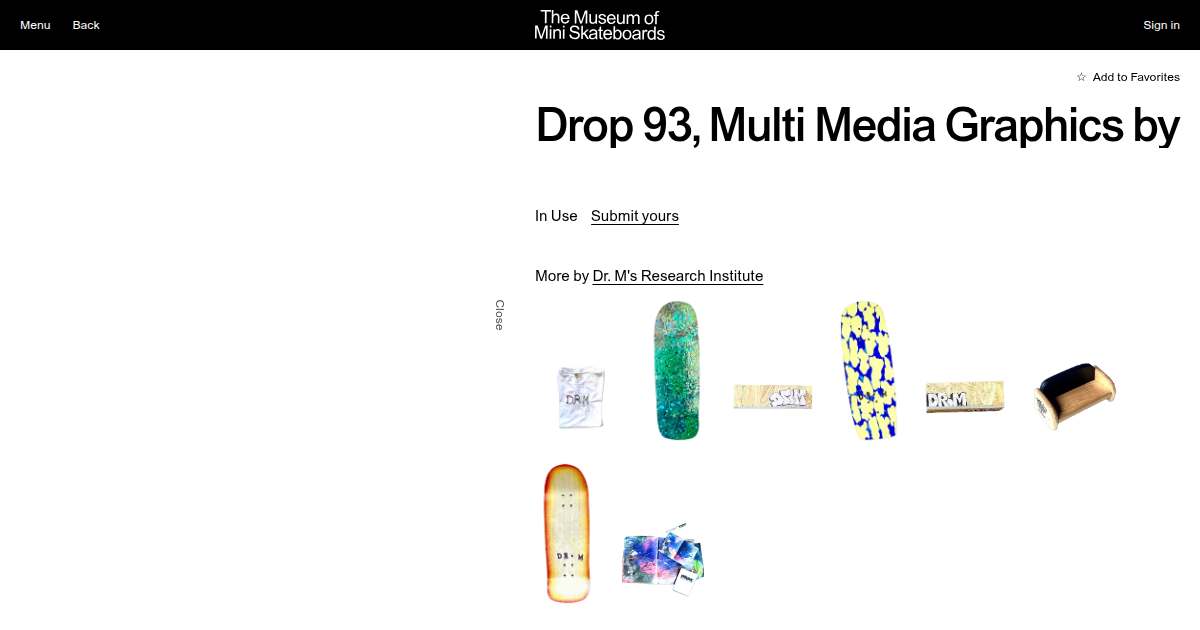 Menu Back
The Museum of
Mini Skateboards
Sign in
☆ Add to Favorites
Drop 93, Multi Media Graphics by
In Use Submit yours
More by Dr. M's Research Institute
Close
DR·M
DR·M
DR·M